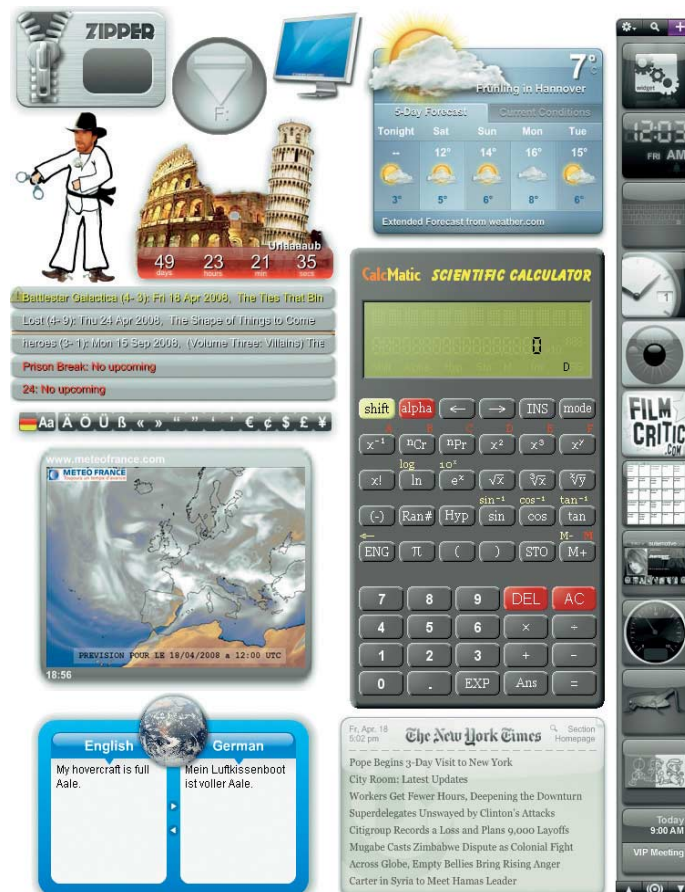 ZIPPER
F:
7°
C
Frühling in Hannover
5-Day Forecast Current Conditions
Tonight Sat Sun Mon Tue
-- 12° 14° 16° 15°
3° 5° 6° 8° 6°
Extended Forecast from weather.com
Urlaaaaub
49 23 21 35
days hours min secs
Battlestar Galactica (4- 3): Fri 18 Apr 2008, The Ties That Bin
Lost (4- 9): Thu 24 Apr 2008, The Shape of Things to Come
heroes (3- 1): Mon 15 Sep 2008, (Volume Three: Villains) The
Prison Break: No upcoming
24: No upcoming
Aa Ä Ö Ü ß « » “ ” ‘ ’ € ¢ $ £ ¥
www.meteofrance.com
METEO FRANCE
Toujours un temps d'avance
PREVISION POUR LE 18/04/2008 a 12:00 UTC
18:56
English German
My hovercraft is full
Aale.
Mein Luftkissenboot
ist voller Aale.
CalcMatic SCIENTIFIC CALCULATOR
0
D
shift alpha ← → INS mode
A B C D E F
x⁻¹ nCr nPr x² x³ xʸ
log 10ˣ
x! ln eˣ √x ∛x ˣ√y
sin⁻¹ cos⁻¹ tan⁻¹
(-) Ran# Hyp sin cos tan
← M- M
ENG π ( ) STO M+
7 8 9 DEL AC
4 5 6 × ÷
1 2 3 + −
0 . EXP Ans =
Fr, Apr. 18
5:02 pm
The New York Times
Section
Homepage
Pope Begins 3-Day Visit to New York
City Room: Latest Updates
Workers Get Fewer Hours, Deepening the Downturn
Superdelegates Unswayed by Clinton's Attacks
Citigroup Records a Loss and Plans 9,000 Layoffs
Mugabe Casts Zimbabwe Dispute as Colonial Fight
Across Globe, Empty Bellies Bring Rising Anger
Carter in Syria to Meet Hamas Leader
widget
12:03
FRI AM
1
FILM
CRITIC
.COM
Today
9:00 AM
VIP Meeting